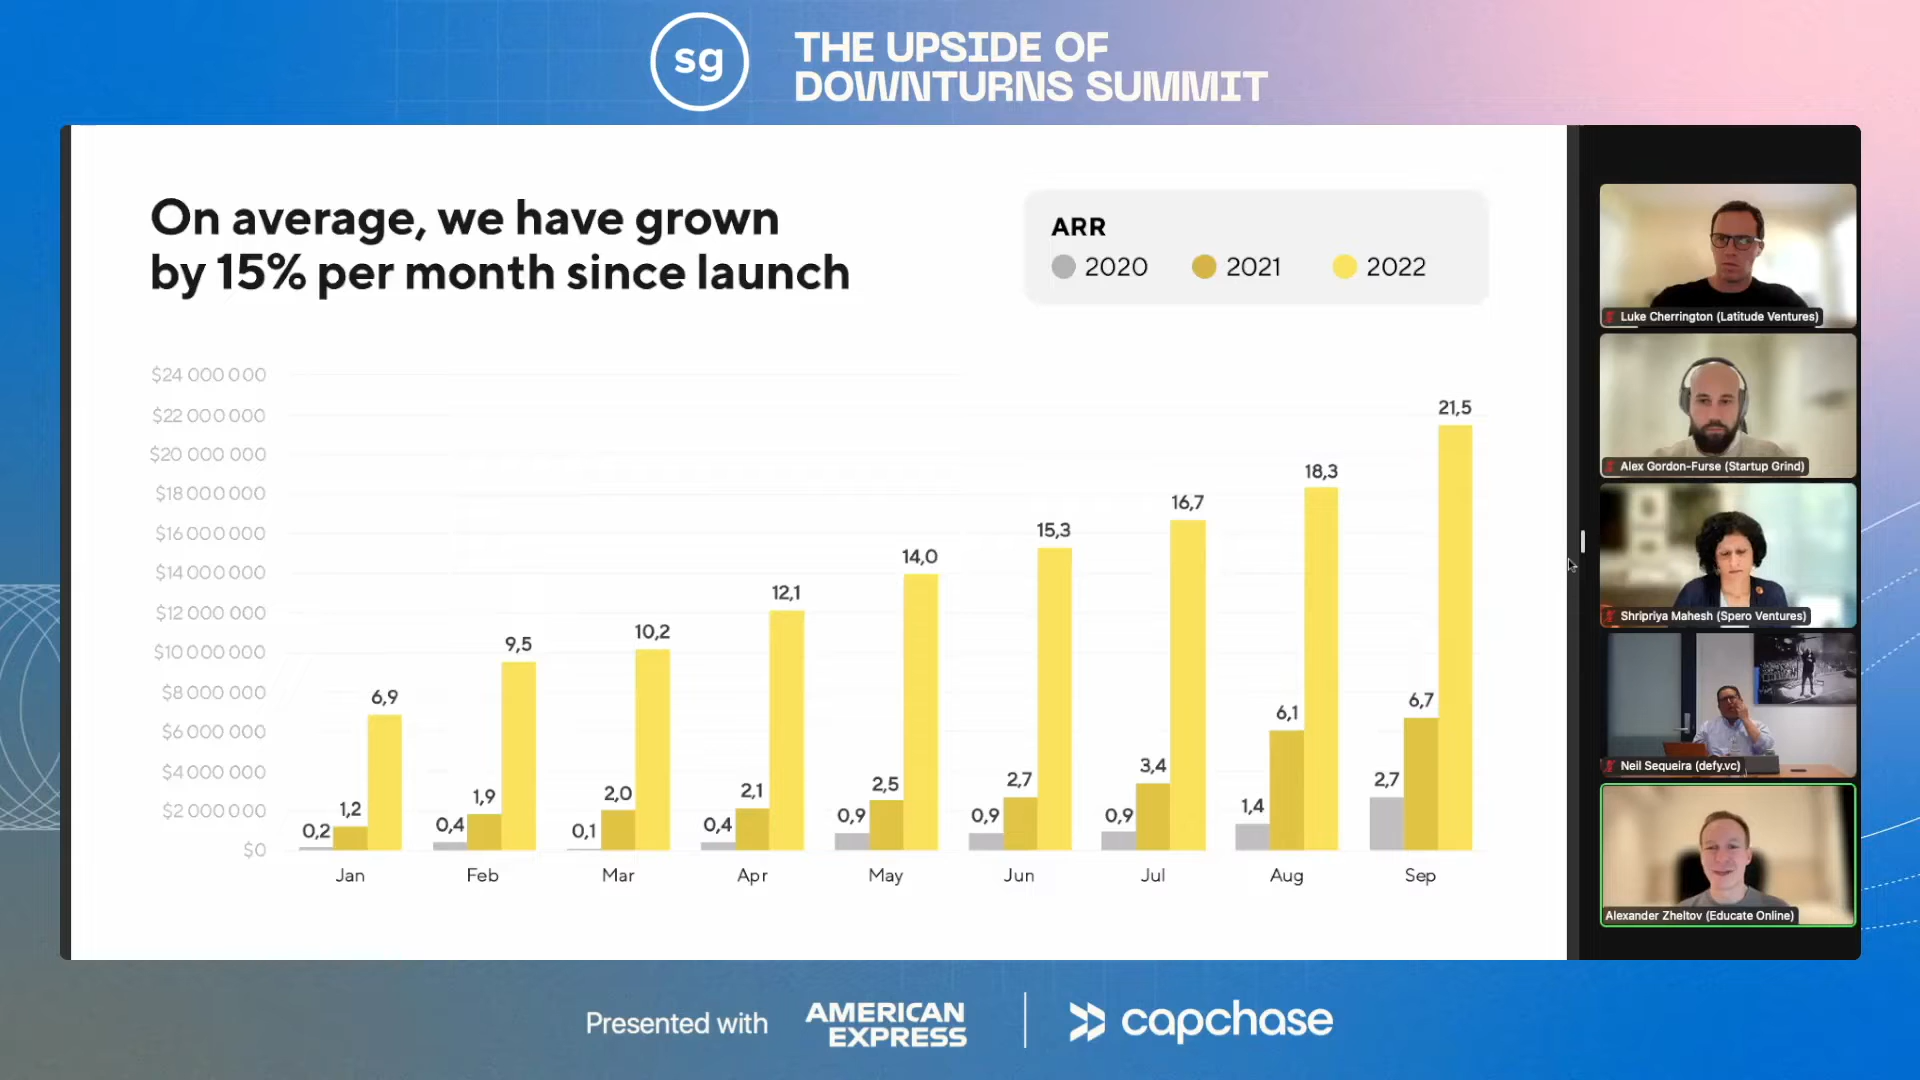 sg
THE UPSIDE OF
DOWNTURNS SUMMIT
On average, we have grown
by 15% per month since launch
ARR
2020 2021 2022
$24 000 000
$22 000 000
$20 000 000
$18 000 000
$16 000 000
$14 000 000
$12 000 000
$10 000 000
$8 000 000
$6 000 000
$4 000 000
$2 000 000
$0
0,2 1,2 6,9
0,4 1,9 9,5
0,1 2,0 10,2
0,4 2,1 12,1
0,9 2,5 14,0
0,9 2,7 15,3
0,9 3,4 16,7
1,4 6,1 18,3
2,7 6,7 21,5
Jan Feb Mar Apr May Jun Jul Aug Sep
Luke Cherrington (Latitude Ventures)
Alex Gordon-Furse (Startup Grind)
Shripriya Mahesh (Spero Ventures)
Neil Sequeira (defy.vc)
Alexander Zheltov (Educate Online)
Presented with
AMERICAN
EXPRESS
capchase